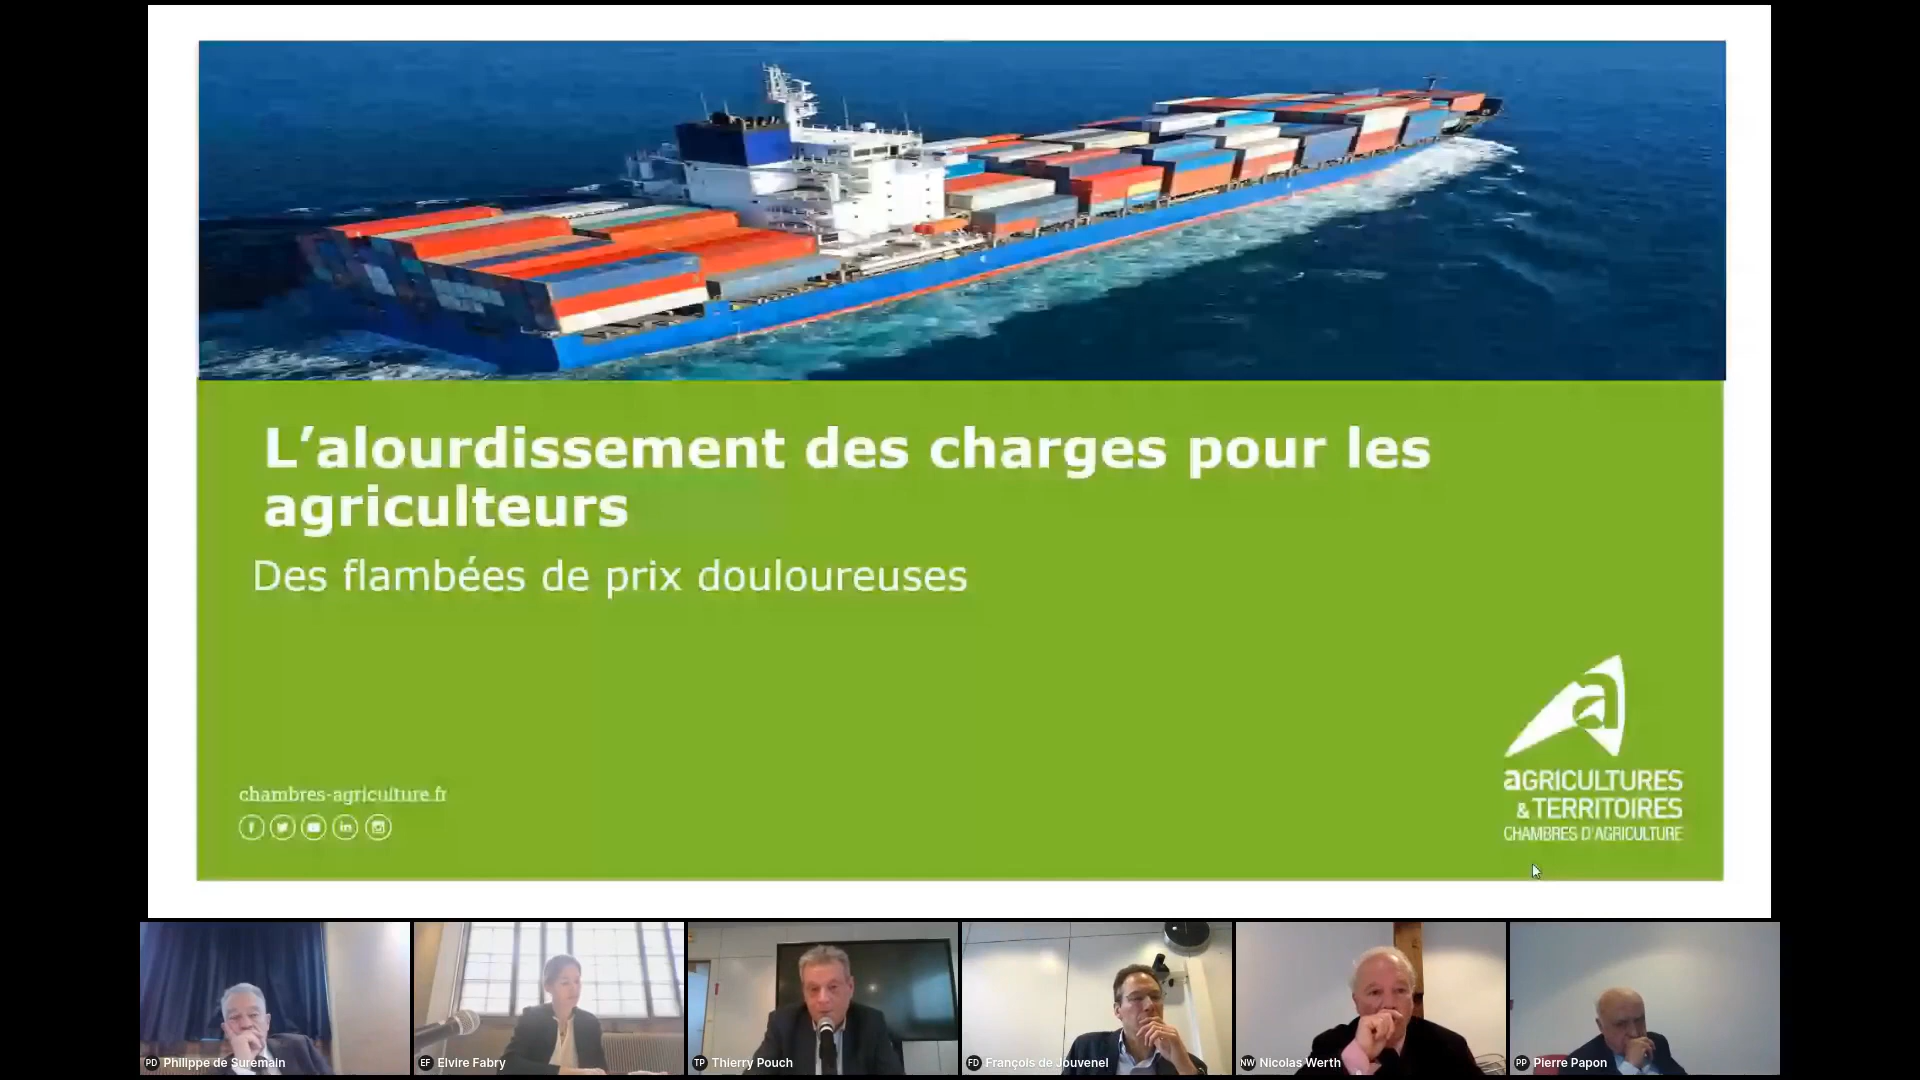 L’alourdissement des charges pour les
agriculteurs
Des flambées de prix douloureuses
chambres-agriculture.fr
aGRICULTURES
& TERRITOIRES
CHAMBRES D'AGRICULTURE
PD Philippe de Suremain
EF Elvire Fabry
TP Thierry Pouch
FD François de Jouvenel
NW Nicolas Werth
PP Pierre Papon